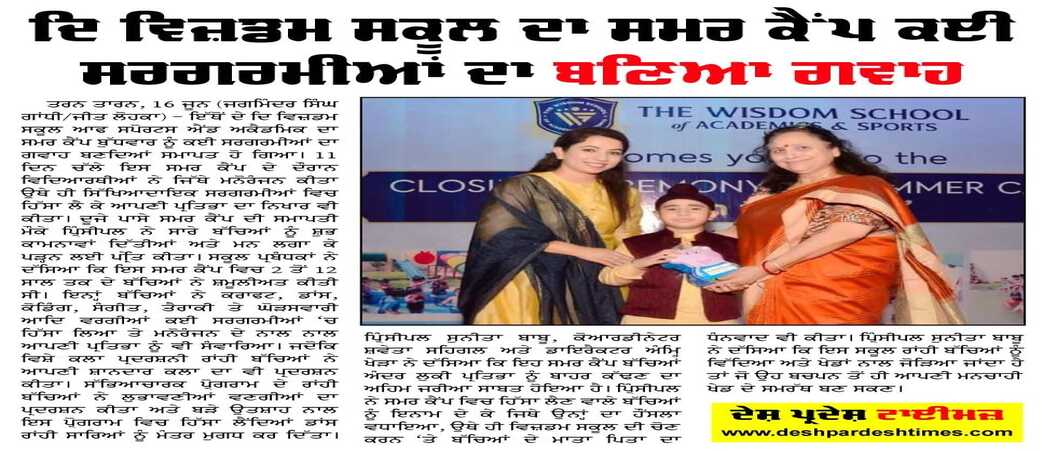 ਦਿ ਵਿਜ਼ਡਮ ਸਕੂਲ ਦਾ ਸਮਰ ਕੈਂਪ ਕਈ
ਸਰਗਰਮੀਆਂ ਦਾ ਬਣਿਆ ਗਵਾਹ
ਤਰਨ ਤਾਰਨ, 16 ਜੂਨ (ਜਗਮਿੰਦਰ ਸਿੰਘ
ਗਾਂਧੀ/ਜੀਤ ਲੋਹਕਾ) - ਇੱਥੋਂ ਦੇ ਦਿ ਵਿਜ਼ਡਮ
ਸਕੂਲ ਆਵ ਸਪੋਰਟਸ ਐਂਡ ਅਕੈਡਮਿਕ ਦਾ
ਸਮਰ ਕੈਂਪ ਬੁੱਧਵਾਰ ਨੂੰ ਕਈ ਸਰਗਰਮੀਆਂ ਦਾ
ਗਵਾਹ ਬਣਦਿਆਂ ਸਮਾਪਤ ਹੋ ਗਿਆ। 11
ਦਿਨ ਚੱਲੇ ਇਸ ਸਮਰ ਕੈਂਪ ਦੇ ਦੌਰਾਨ
ਵਿਦਿਆਰਥੀਆਂ ਨੇ ਜਿੱਥੇ ਮਨੋਰੰਜਨ ਕੀਤਾ
ਉਥੇ ਹੀ ਸਿੱਖਿਆਦਾਇਕ ਸਰਗਰਮੀਆਂ ਵਿਚ
ਹਿੱਸਾ ਲੈ ਕੇ ਆਪਣੀ ਪ੍ਰਤਿਭਾ ਦਾ ਨਿਖਾਰ ਵੀ
ਕੀਤਾ। ਦੂਜੇ ਪਾਸੇ ਸਮਰ ਕੈਂਪ ਦੀ ਸਮਾਪਤੀ
ਮੌਕੇ ਪ੍ਰਿੰਸੀਪਲ ਨੇ ਸਾਰੇ ਬੱਚਿਆਂ ਨੂੰ ਸ਼ੁਭ
ਕਾਮਨਾਵਾਂ ਦਿੱਤੀਆਂ ਅਤੇ ਮਨ ਲਗਾ ਕੇ
ਪੜ੍ਹਨ ਲਈ ਪ੍ਰੇਤਿ ਕੀਤਾ। ਸਕੂਲ ਪ੍ਰਬੰਧਕਾਂ ਨੇ
ਦੱਸਿਆ ਕਿ ਇਸ ਸਮਰ ਕੈਂਪ ਵਿਚ 2 ਤੋਂ 12
ਸਾਲ ਤਕ ਦੇ ਬੱਚਿਆਂ ਨੇ ਸ਼ਮੂਲੀਅਤ ਕੀਤੀ
ਸੀ। ਇਨ੍ਹਾਂ ਬੱਚਿਆਂ ਨੇ ਕਰਾਫਟ, ਡਾਂਸ,
ਕੋਡਿੰਗ, ਸੰਗੀਤ, ਤੈਰਾਕੀ ਤੇ ਘੋੜਸਵਾਰੀ
ਆਦਿ ਵਰਗੀਆਂ ਕਈ ਸਰਗਰਮੀਆਂ 'ਚ
ਹਿੱਸਾ ਲਿਆ ਤੇ ਮਨੋਰੰਜਨ ਦੇ ਨਾਲ ਨਾਲ
ਆਪਣੀ ਪ੍ਰਤਿਭਾ ਨੂੰ ਵੀ ਸੰਵਾਰਿਆ। ਜਦੋਂਕਿ
ਵਿਸ਼ੇ ਕਲਾ ਪ੍ਰਦਰਸ਼ਨੀ ਰਾਂਹੀ ਬੱਚਿਆਂ ਨੇ
ਆਪਣੀ ਸ਼ਾਨਦਾਰ ਕਲਾ ਦਾ ਵੀ ਪ੍ਰਦਰਸ਼ਨ
ਕੀਤਾ। ਸੱਭਿਆਚਾਰਕ ਪ੍ਰੋਗਰਾਮ ਦੇ ਰਾਂਹੀ
ਬੱਚਿਆਂ ਨੇ ਲੁਭਾਵਣੀਆਂ ਵਣਗੀਆਂ ਦਾ
ਪ੍ਰਦਰਸ਼ਨ ਕੀਤਾ ਅਤੇ ਬੜੇ ਉਤਸ਼ਾਹ ਨਾਲ
ਇਸ ਪ੍ਰੋਗਰਾਮ ਵਿਚ ਹਿੱਸਾ ਲੈਂਦਿਆਂ ਡਾਂਸ
ਰਾਂਹੀ ਸਾਰਿਆਂ ਨੂੰ ਮੰਤਰ ਮੁਗਧ ਕਰ ਦਿੱਤਾ।
THE WISDOM SCHOOL
of ACADEMICS & SPORTS
omes yo o the
CLOSI EMONY MMER C
ਪ੍ਰਿੰਸੀਪਲ ਸੁਨੀਤਾ ਬਾਬੂ, ਕੋਆਰਡੀਨੇਟਰ
ਸ਼ਵੇਤਾ ਸਹਿਗਲ ਅਤੇ ਡਾਇਰੈਕਟਰ ਅੰਮ੍ਰਿ
ਖੇੜਾ ਨੇ ਦੱਸਿਆ ਕਿ ਇਹ ਸਮਰ ਕੈਂਪ ਬੱਚਿਆਂ
ਅੰਦਰ ਲੁਕੀ ਪ੍ਰਤਿਭਾ ਨੂੰ ਬਾਹਰ ਕੱਢਣ ਦਾ
ਅਹਿਮ ਜਰੀਆ ਸਾਬਤ ਹੋਇਆ ਹੈ। ਪ੍ਰਿੰਸੀਪਲ
ਨੇ ਸਮਰ ਕੈਂਪ ਵਿਚ ਹਿੱਸਾ ਲੈਣ ਵਾਲੇ ਬੱਚਿਆਂ
ਨੂੰ ਇਨਾਮ ਦੇ ਕੇ ਜਿਥੇ ਉਨ੍ਹਾਂ ਦਾ ਹੌਂਸਲਾ
ਵਧਾਇਆ, ਉਥੇ ਹੀ ਵਿਜ਼ਡਮ ਸਕੂਲ ਦੀ ਚੋਣ
ਕਰਨ 'ਤੇ ਬੱਚਿਆਂ ਦੇ ਮਾਤਾ ਪਿਤਾ ਦਾ
ਧੰਨਵਾਦ ਵੀ ਕੀਤਾ। ਪ੍ਰਿੰਸੀਪਲ ਸੁਨੀਤਾ ਬਾਬੂ
ਨੇ ਦੱਸਿਆ ਕਿ ਇਸ ਸਕੂਲ ਰਾਂਹੀ ਬੱਚਿਆਂ ਨੂੰ
ਵਿੱਦਿਆ ਅਤੇ ਖੇਡਾਂ ਨਾਲ ਜੋੜਿਆ ਜਾਂਦਾ ਹੈ
ਤਾਂ ਜੋ ਉਹ ਬਚਪਨ ਤੋਂ ਹੀ ਆਪਣੀ ਮਨਚਾਹੀ
ਖੇਡ ਦੇ ਸਮਰੱਥ ਬਣ ਸਕਣ।
ਦੇਸ਼ ਪ੍ਰਦੇਸ਼ ਟਾਈਮਜ਼
www.deshpardeshtimes.com